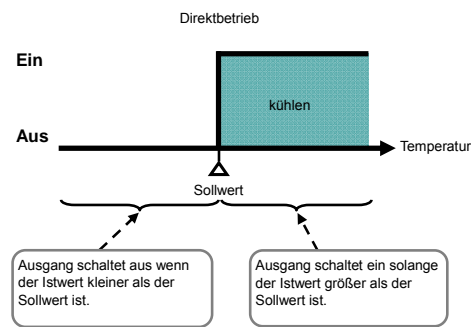 Direktbetrieb
Ein
kühlen
Aus
Temperatur
Sollwert
Ausgang schaltet aus wenn
der Istwert kleiner als der
Sollwert ist.
Ausgang schaltet ein solange
der Istwert größer als der
Sollwert ist.